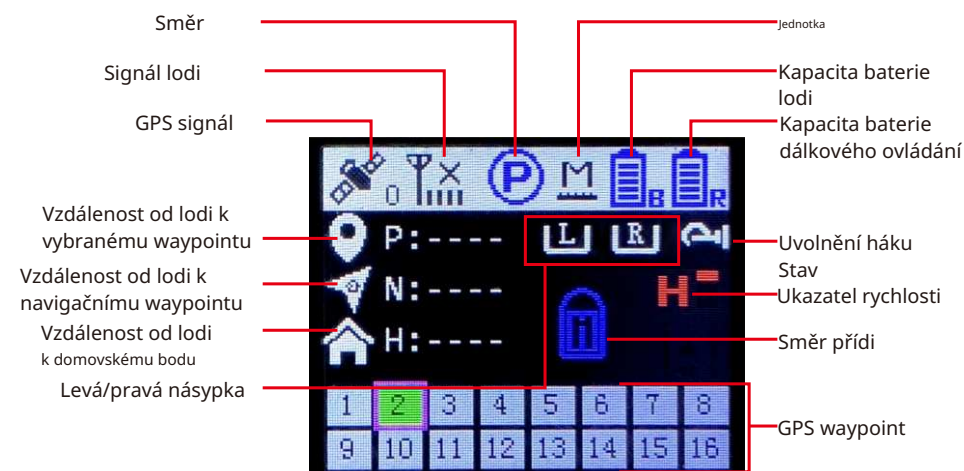 Směr
Signál lodi
GPS signál
Vzdálenost od lodi k
vybranému waypointu
Vzdálenost od lodi k
navigačnímu waypointu
Vzdálenost od lodi
k domovskému bodu
Levá/pravá násypka
0
P
M
B
R
P:----
L
R
N:----
H
H:----
1 2 3 4 5 6 7 8
9 10 11 12 13 14 15 16
Jednotka
Kapacita baterie
lodi
Kapacita baterie
dálkového ovládání
Uvolnění háku
Stav
Ukazatel rychlosti
Směr přídi
GPS waypoint